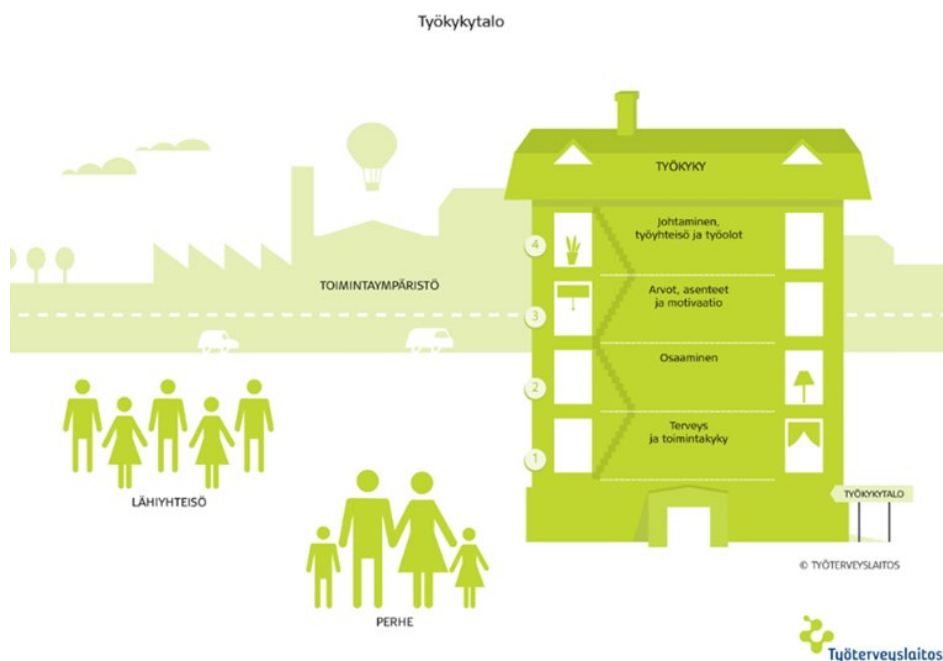 Työkykytalo
TYÖKYKY
4
Johtaminen,
työyhteisö ja työolot
TOIMINTAYMPÄRISTÖ
3
Arvot, asenteet
ja motivaatio
2
Osaaminen
1
Terveys
ja toimintakyky
LÄHIYHTEISÖ
PERHE
TYÖKYKYTALO
© TYÖTERVEYSLAITOS
Työterveyslaitos